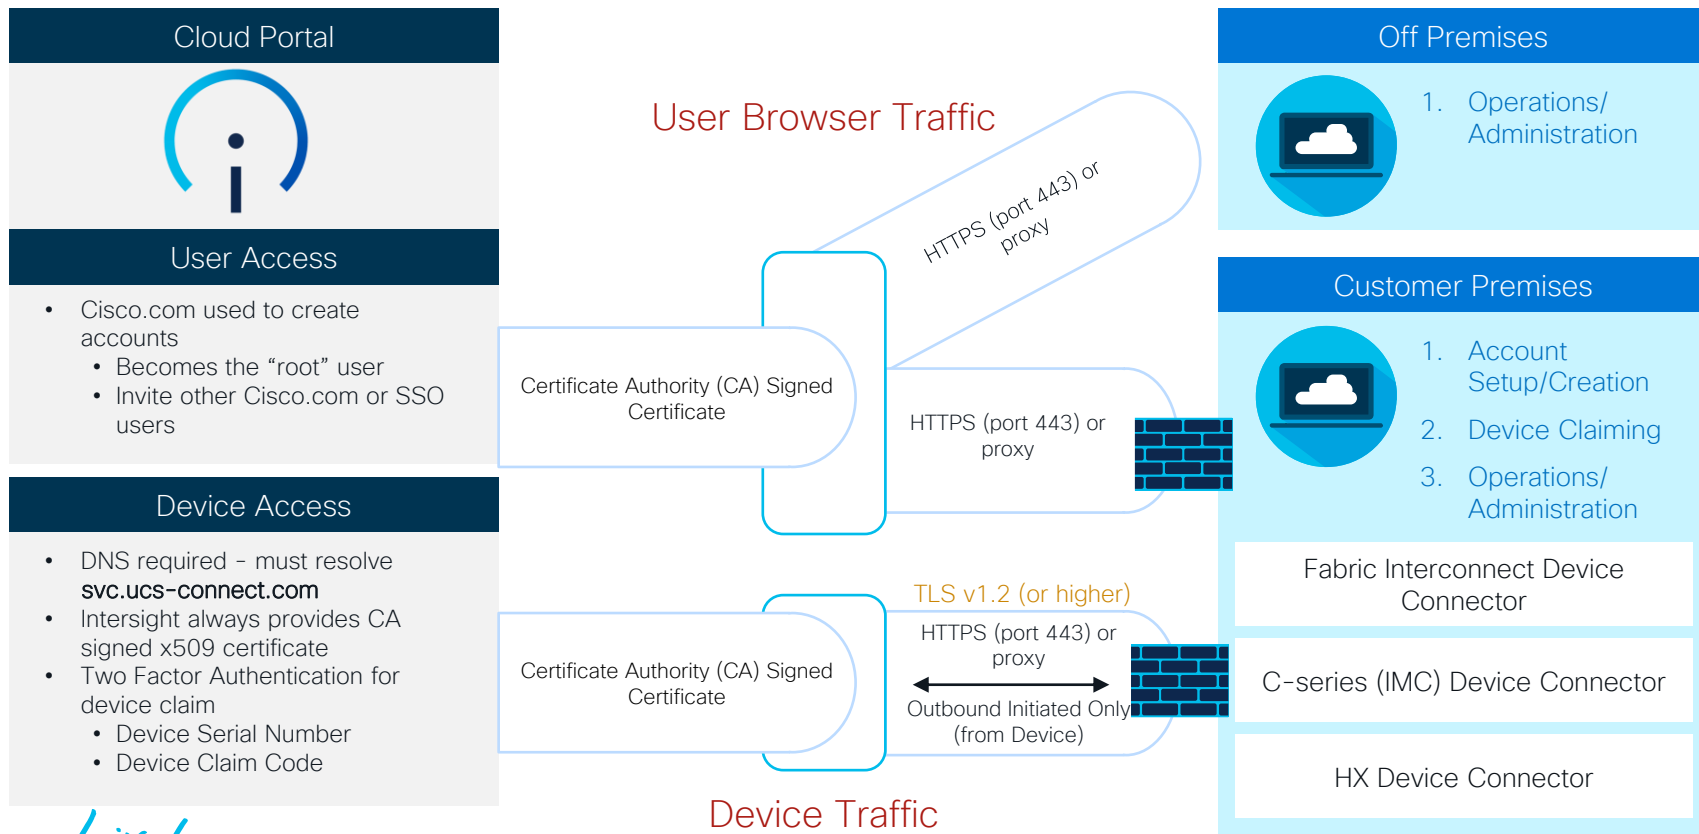 Cloud Portal
User Access
• Cisco.com used to create
accounts
• Becomes the “root” user
• Invite other Cisco.com or SSO
users
Device Access
• DNS required - must resolve
svc.ucs-connect.com
• Intersight always provides CA
signed x509 certificate
• Two Factor Authentication for
device claim
• Device Serial Number
• Device Claim Code
User Browser Traffic
HTTPS (port 443) or
proxy
Certificate Authority (CA) Signed
Certificate
HTTPS (port 443) or
proxy
TLS v1.2 (or higher)
Certificate Authority (CA) Signed
Certificate
HTTPS (port 443) or
proxy
Outbound Initiated Only
(from Device)
Device Traffic
Off Premises
1. Operations/
Administration
Customer Premises
1. Account
Setup/Creation
2. Device Claiming
3. Operations/
Administration
Fabric Interconnect Device
Connector
C-series (IMC) Device Connector
HX Device Connector